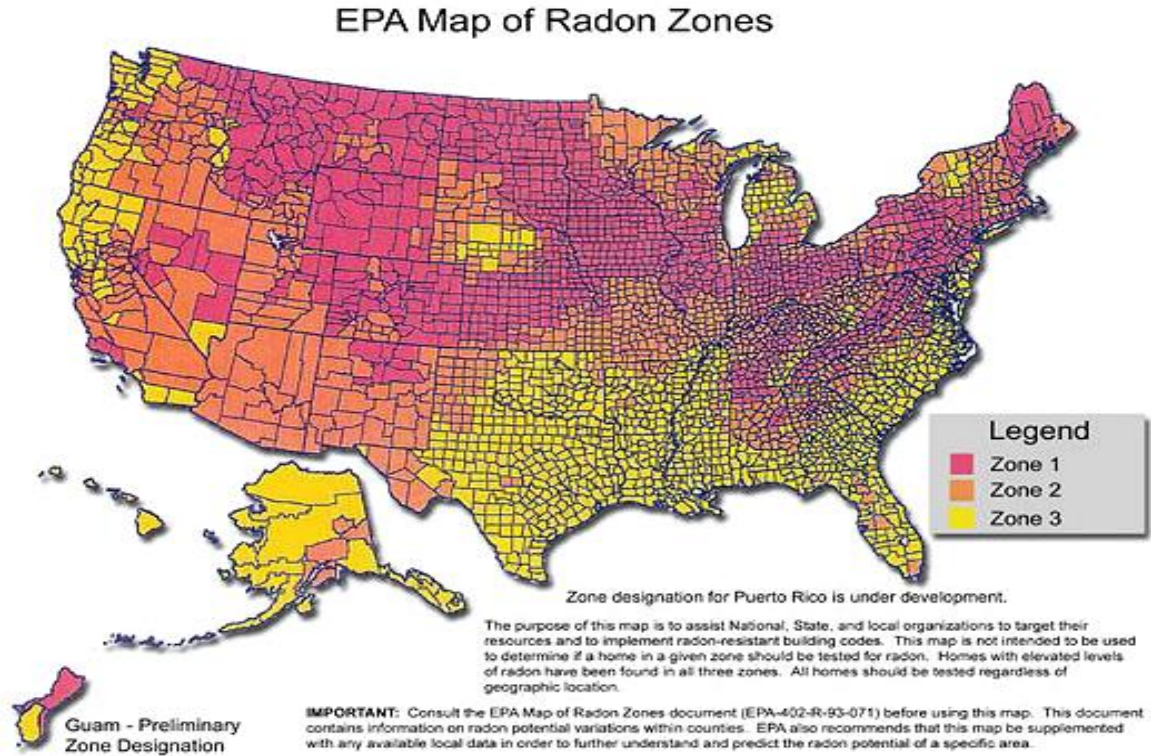 EPA Map of Radon Zones
Legend
Zone 1
Zone 2
Zone 3
Zone designation for Puerto Rico is under development.
The purpose of this map is to assist National, State, and local organizations to target their
resources and to implement radon-resistant building codes. This map is not intended to be used
to determine if a home in a given zone should be tested for radon. Homes with elevated levels
of radon have been found in all three zones. All homes should be tested regardless of
geographic location.
Guam - Preliminary
Zone Designation
IMPORTANT: Consult the EPA Map of Radon Zones document (EPA-402-R-93-071) before using this map. This document
contains information on radon potential variations within counties. EPA also recommends that this map be supplemented
with any available local data in order to further understand and predict the radon potential of a specific area.